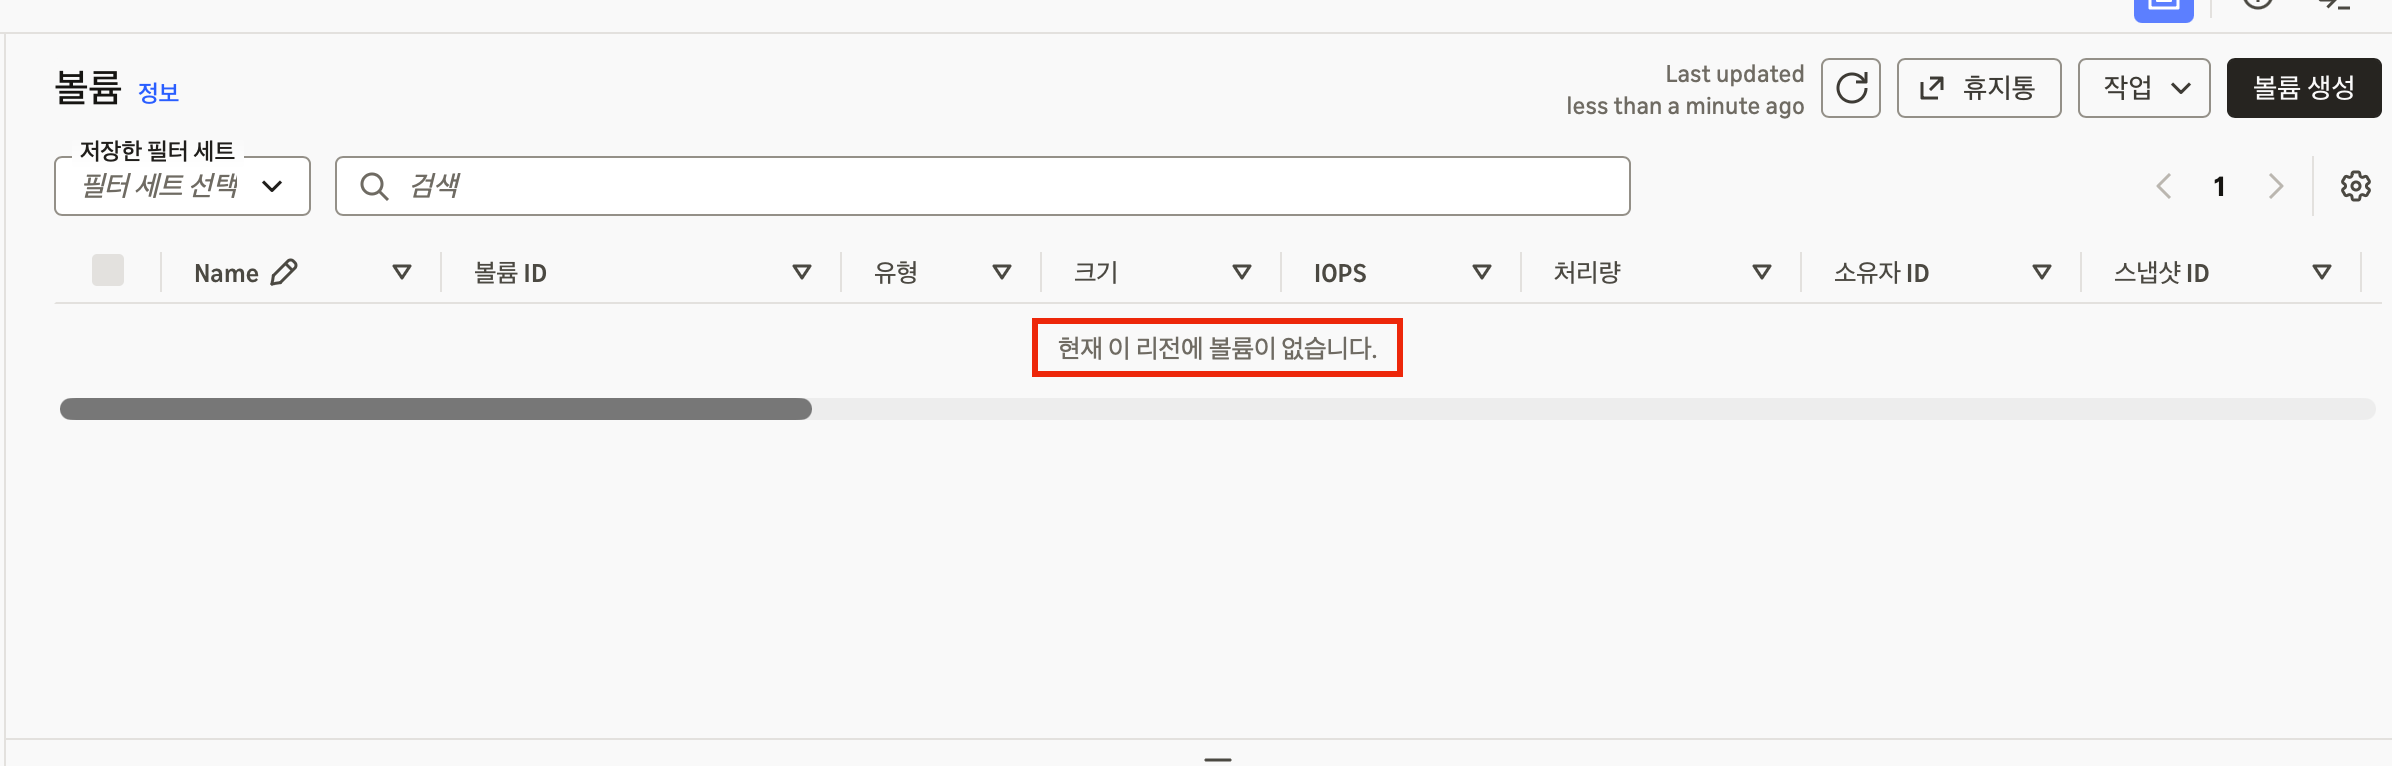 볼륨 정보
Last updated
less than a minute ago
휴지통
작업
볼륨 생성
저장한 필터 세트
필터 세트 선택
검색
1
Name 볼륨 ID 유형 크기 IOPS 처리량 소유자 ID 스냅샷 ID
현재 이 리전에 볼륨이 없습니다.